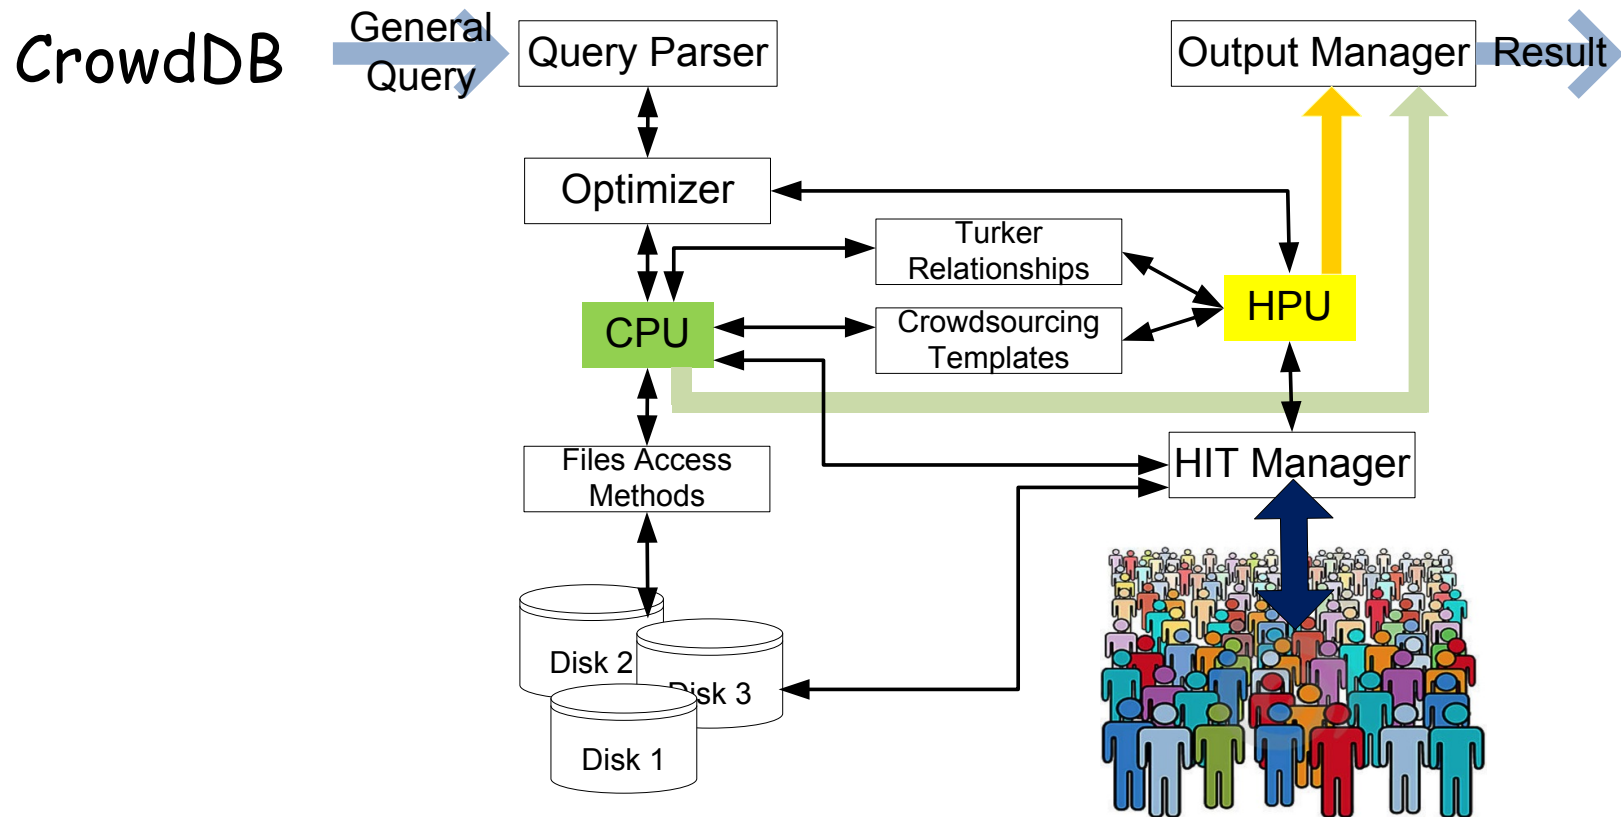 CrowdDB
General
Query
Query Parser
Output Manager
Result
Optimizer
Turker
Relationships
CPU
Crowdsourcing
Templates
HPU
Files Access
Methods
HIT Manager
Disk 2
Disk 3
Disk 1